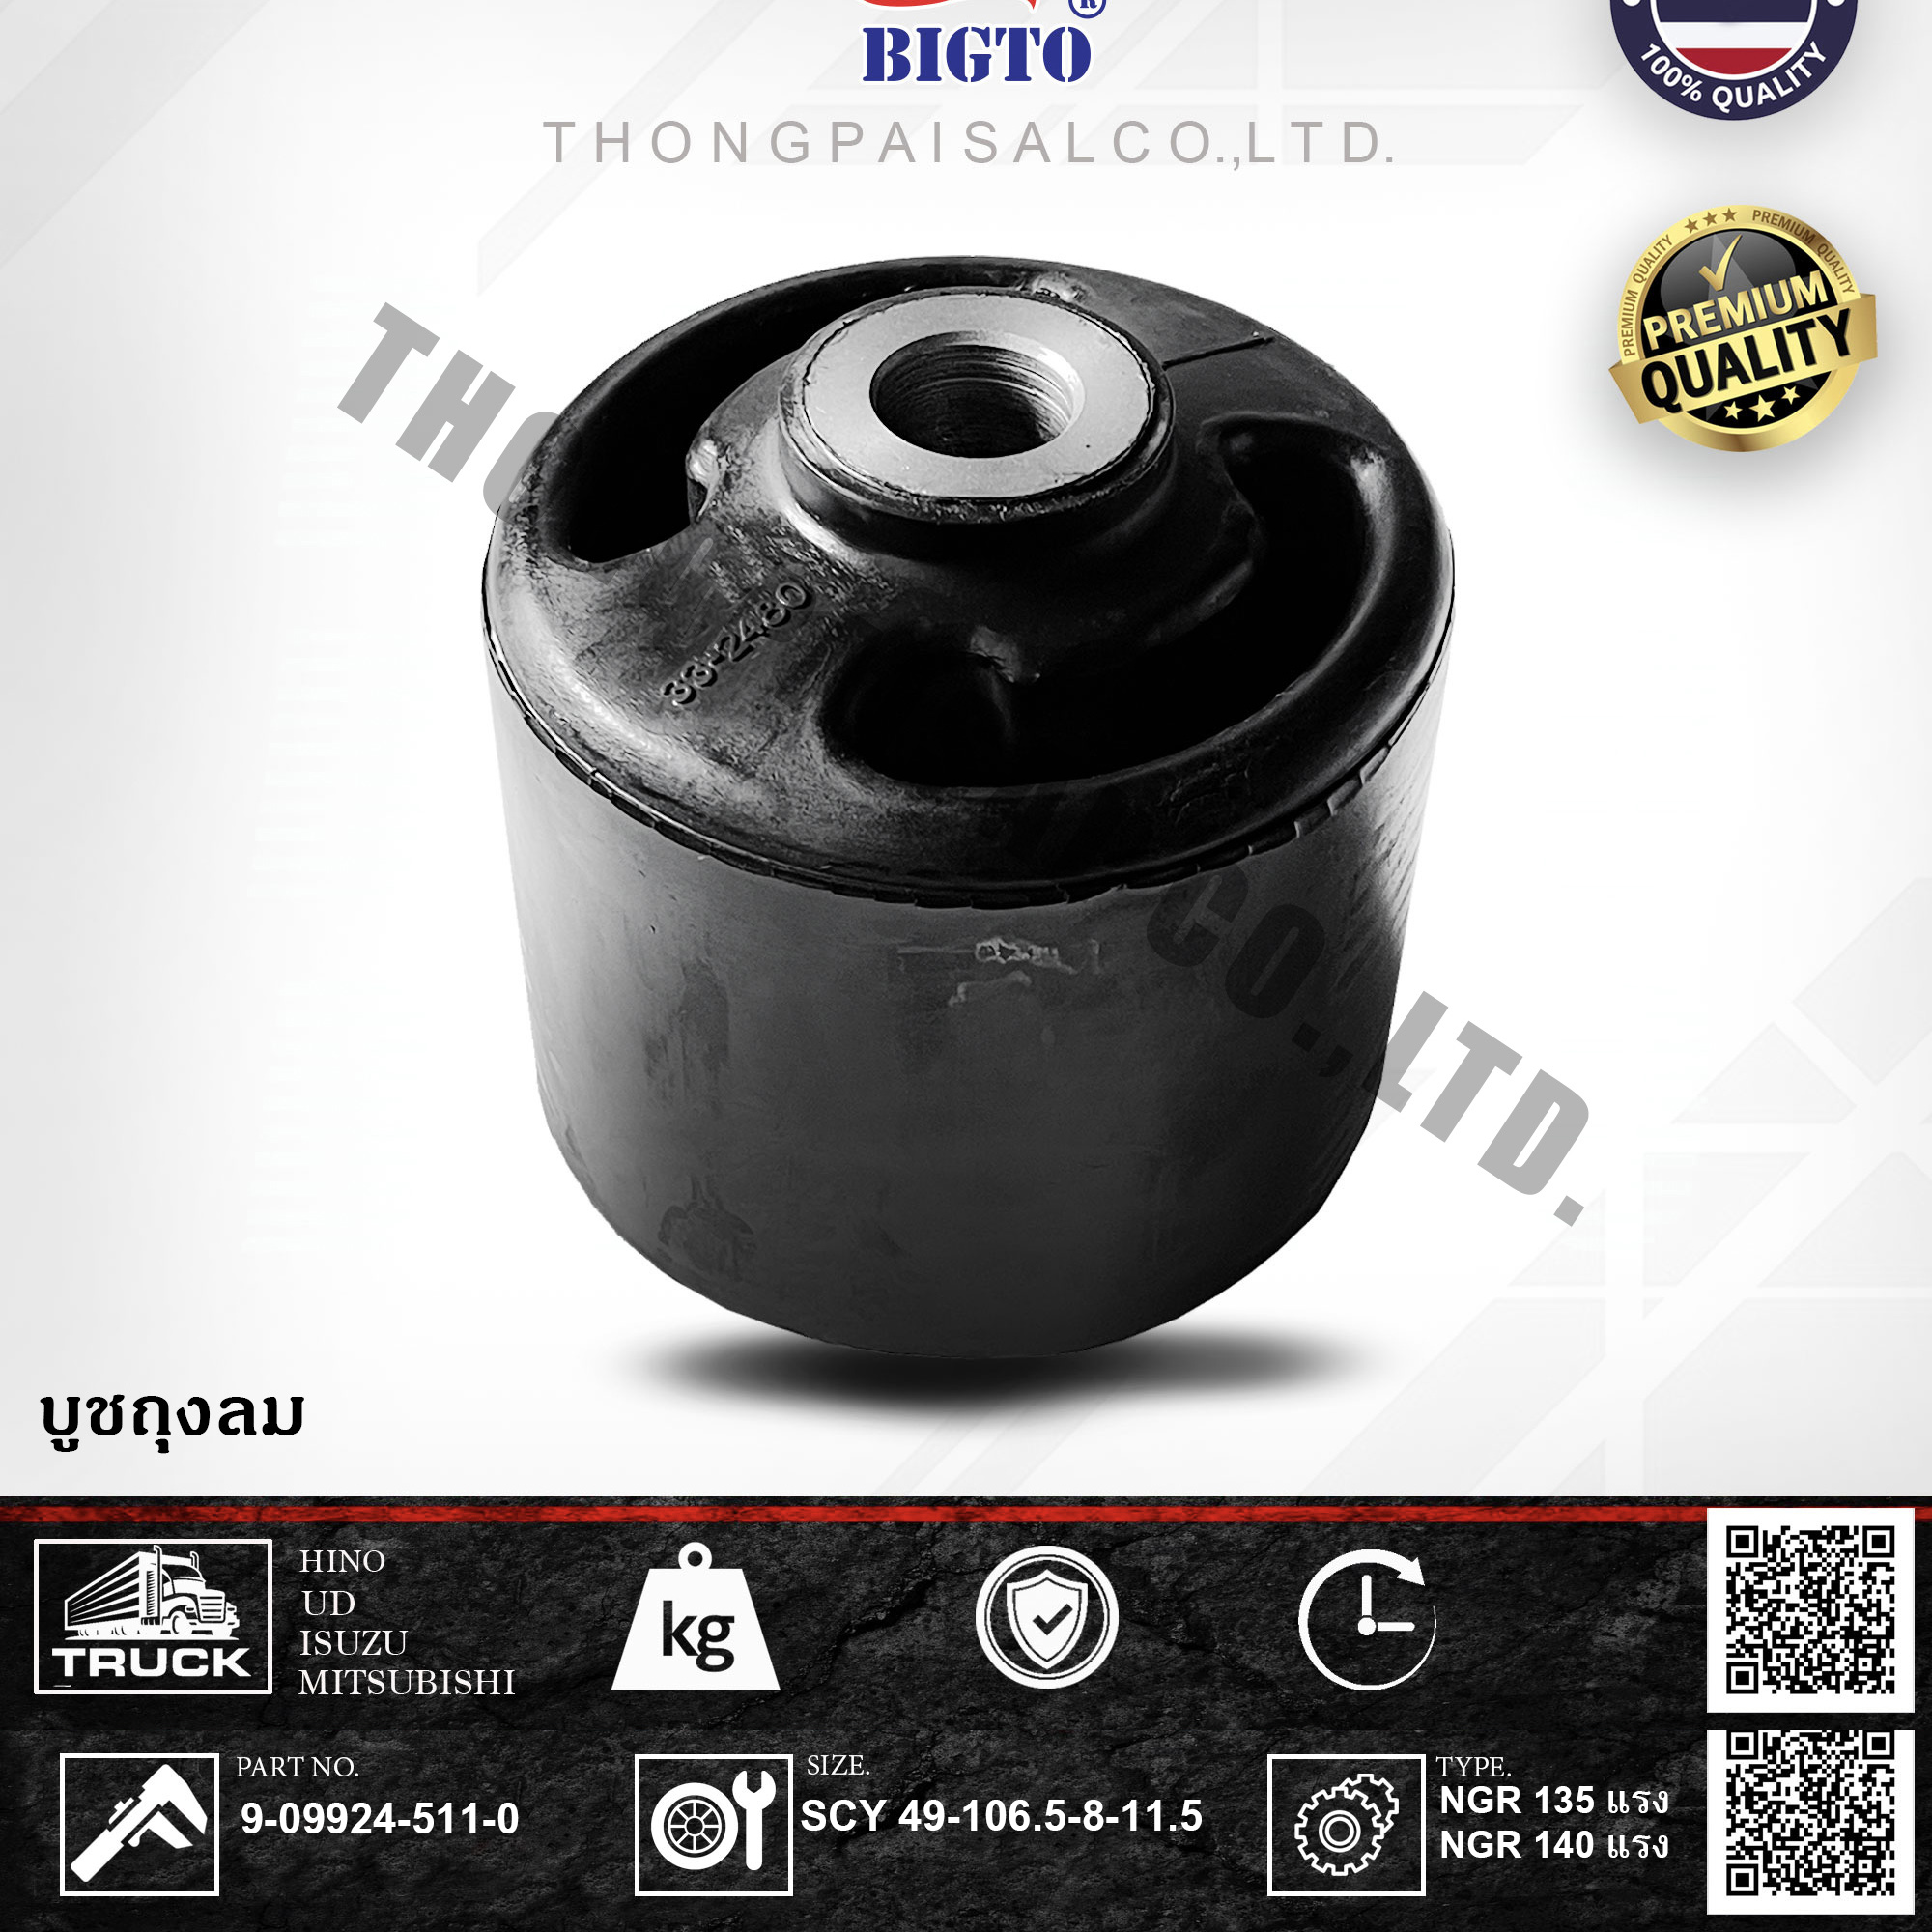 ®
BIGTO
THONGPAISALCO.,LTD.
100% QUALITY
PREMIUM QUALITY ★★★ PREMIUM QUALITY
PREMIUM
QUALITY
33-2480
CO.,LTD.
บูชถุงลม
TRUCK
HINO
UD
ISUZU
MITSUBISHI
kg
PART NO.
9-09924-511-0
SIZE.
SCY 49-106.5-8-11.5
TYPE.
NGR 135 แรง
NGR 140 แรง